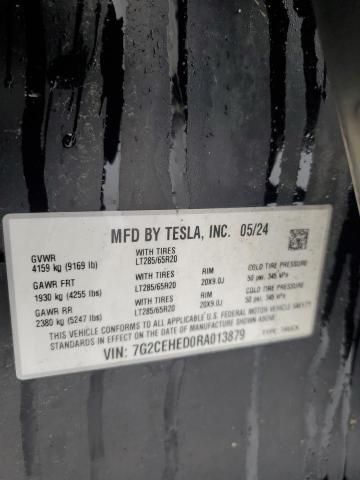 MFD BY TESLA, INC. 05/24
GVWR
4159 kg (9169 lb)
WITH TIRES
LT285/65R20
GAWR FRT
1930 kg (4255 lbs)
WITH TIRES
LT285/65R20
RIM
20X9.0J
COLD TIRE PRESSURE
50 psi, 345 kPa
GAWR RR
2380 kg (5247 lbs)
WITH TIRES
LT285/65R20
RIM
20X9.0J
COLD TIRE PRESSURE
50 psi, 345 kPa
THIS VEHICLE CONFORMS TO ALL APPLICABLE U.S. FEDERAL MOTOR VEHICLE SAFETY
STANDARDS IN EFFECT ON THE DATE OF MANUFACTURE SHOWN ABOVE.
VIN: 7G2CEHED0RA013879
TYPE: TRUCK